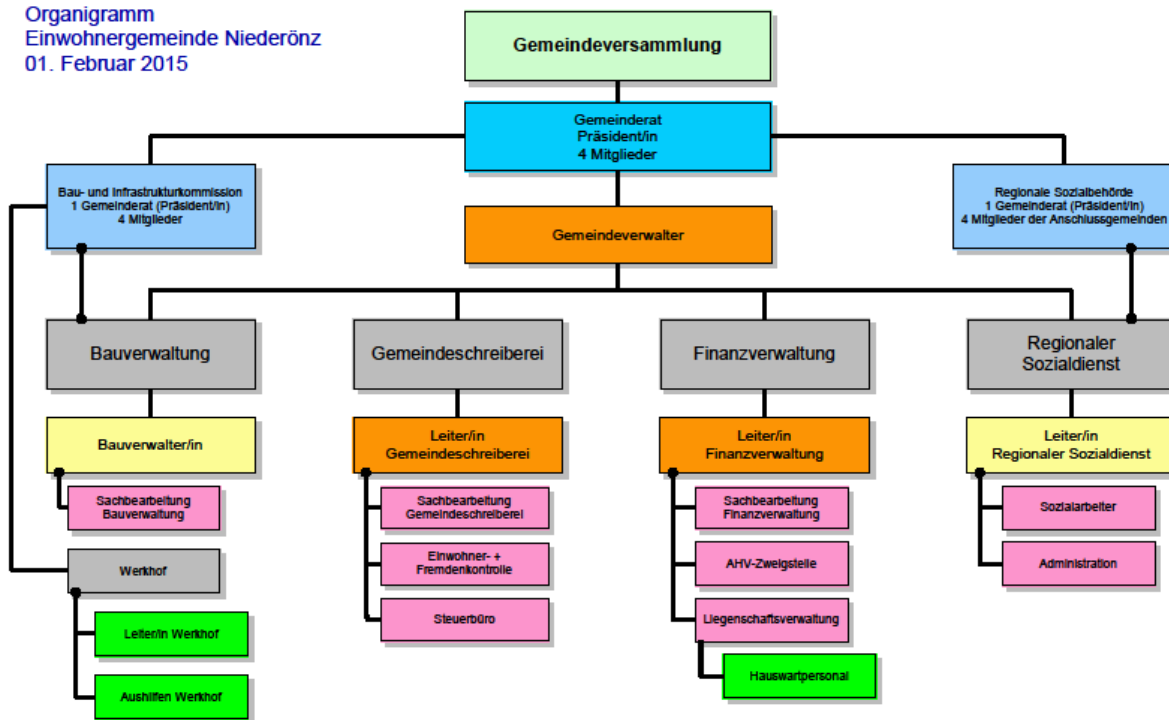 Organigramm
Einwohnergemeinde Niederönz
01. Februar 2015
Gemeindeversammlung
Gemeinderat
Präsident/in
4 Mitglieder
Bau- und Infrastrukturkommission
1 Gemeinderat (Präsident/in)
4 Mitglieder
Regionale Sozialbehörde
1 Gemeinderat (Präsident/in)
4 Mitglieder der Anschlussgemeinden
Gemeindeverwalter
Bauverwaltung
Gemeindeschreiberei
Finanzverwaltung
Regionaler
Sozialdienst
Bauverwalter/in
Leiter/in
Gemeindeschreiberei
Leiter/in
Finanzverwaltung
Leiter/in
Regionaler Sozialdienst
Sachbearbeitung
Bauverwaltung
Sachbearbeitung
Gemeindeschreiberei
Sachbearbeitung
Finanzverwaltung
Sozialarbeiter
Werkhof
Einwohner- +
Fremdenkontrolle
AHV-Zweigstelle
Administration
Leiter/in Werkhof
Steuerbüro
Liegenschaftsverwaltung
Aushilfen Werkhof
Hauswartpersonal